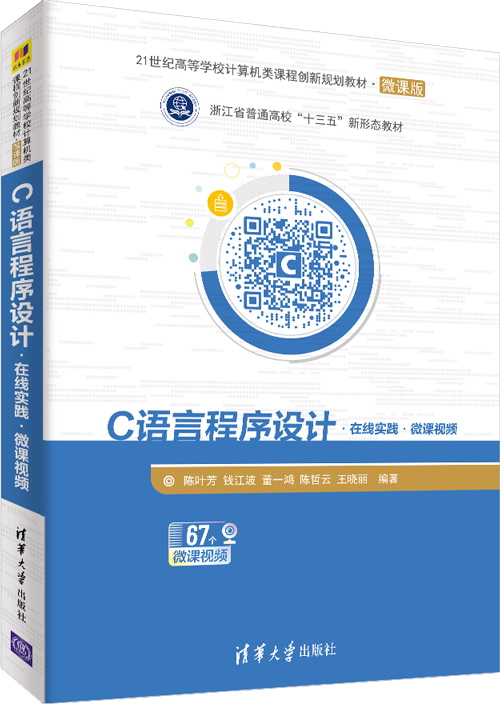 21世纪高等学校计算机类课程创新规划教材·微课版
浙江省普通高校“十三五”新形态教材
C
C语言程序设计·在线实践·微课视频
陈叶芳 钱江波 董一鸿 陈哲云 王晓丽 编著
67个
微课视频
清华大学出版社
21世纪高等学校计算机类
课程创新规划教材·微课版
C语言程序设计·在线实践·微课视频
清华大学出版社